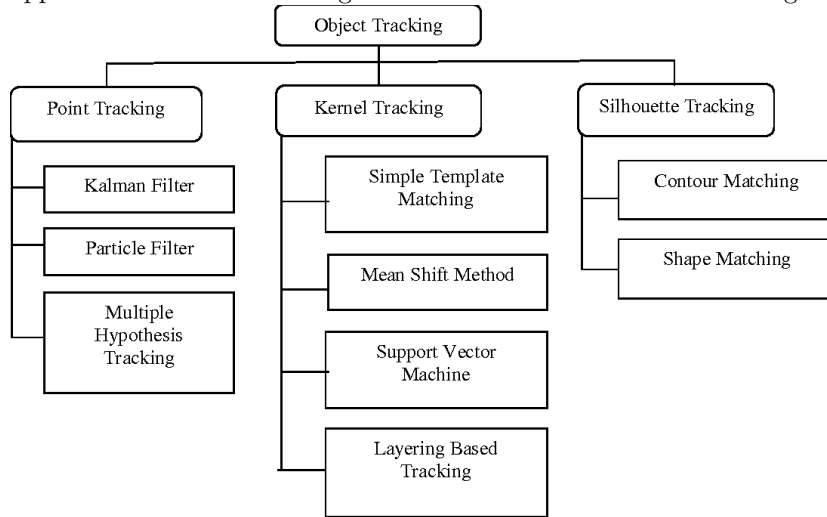 Object Tracking
Point Tracking
Kernel Tracking
Silhouette Tracking
Kalman Filter
Particle Filter
Multiple
Hypothesis
Tracking
Simple Template
Matching
Mean Shift Method
Support Vector
Machine
Layering Based
Tracking
Contour Matching
Shape Matching